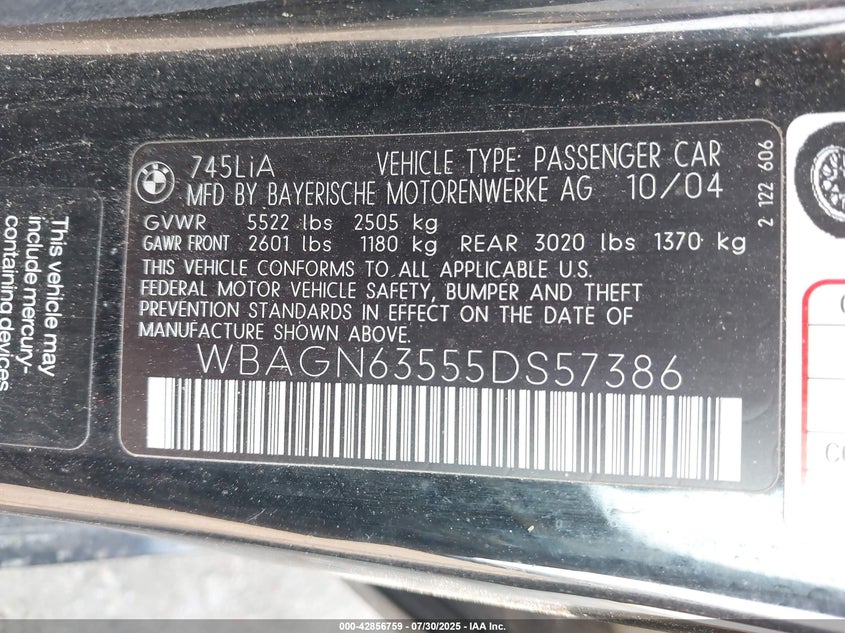 745LiA VEHICLE TYPE: PASSENGER CAR
MFD BY BAYERISCHE MOTORENWERKE AG 10/04
GVWR 5522 lbs 2505 kg
GAWR FRONT 2601 lbs 1180 kg REAR 3020 lbs 1370 kg
THIS VEHICLE CONFORMS TO ALL APPLICABLE U.S.
FEDERAL MOTOR VEHICLE SAFETY, BUMPER AND THEFT
PREVENTION STANDARDS IN EFFECT ON THE DATE OF
MANUFACTURE SHOWN ABOVE.
WBAGN63555DS57386
2 122 606
This vehicle may
include mercury-
containing devices
000-42856759 - 07/30/2025 - IAA Inc.